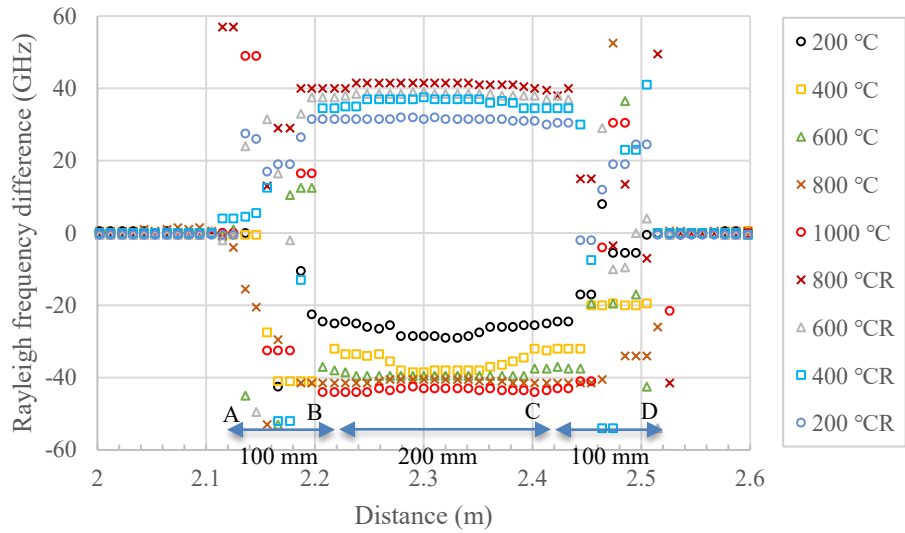 60
40
20
0
-20
-40
-60
Rayleigh frequency difference (GHz)
A
B
C
D
100 mm
200 mm
100 mm
2
2.1
2.2
2.3
2.4
2.5
2.6
Distance (m)
200 ℃
400 ℃
600 ℃
800 ℃
1000 ℃
800 ℃R
600 ℃R
400 ℃R
200 ℃R